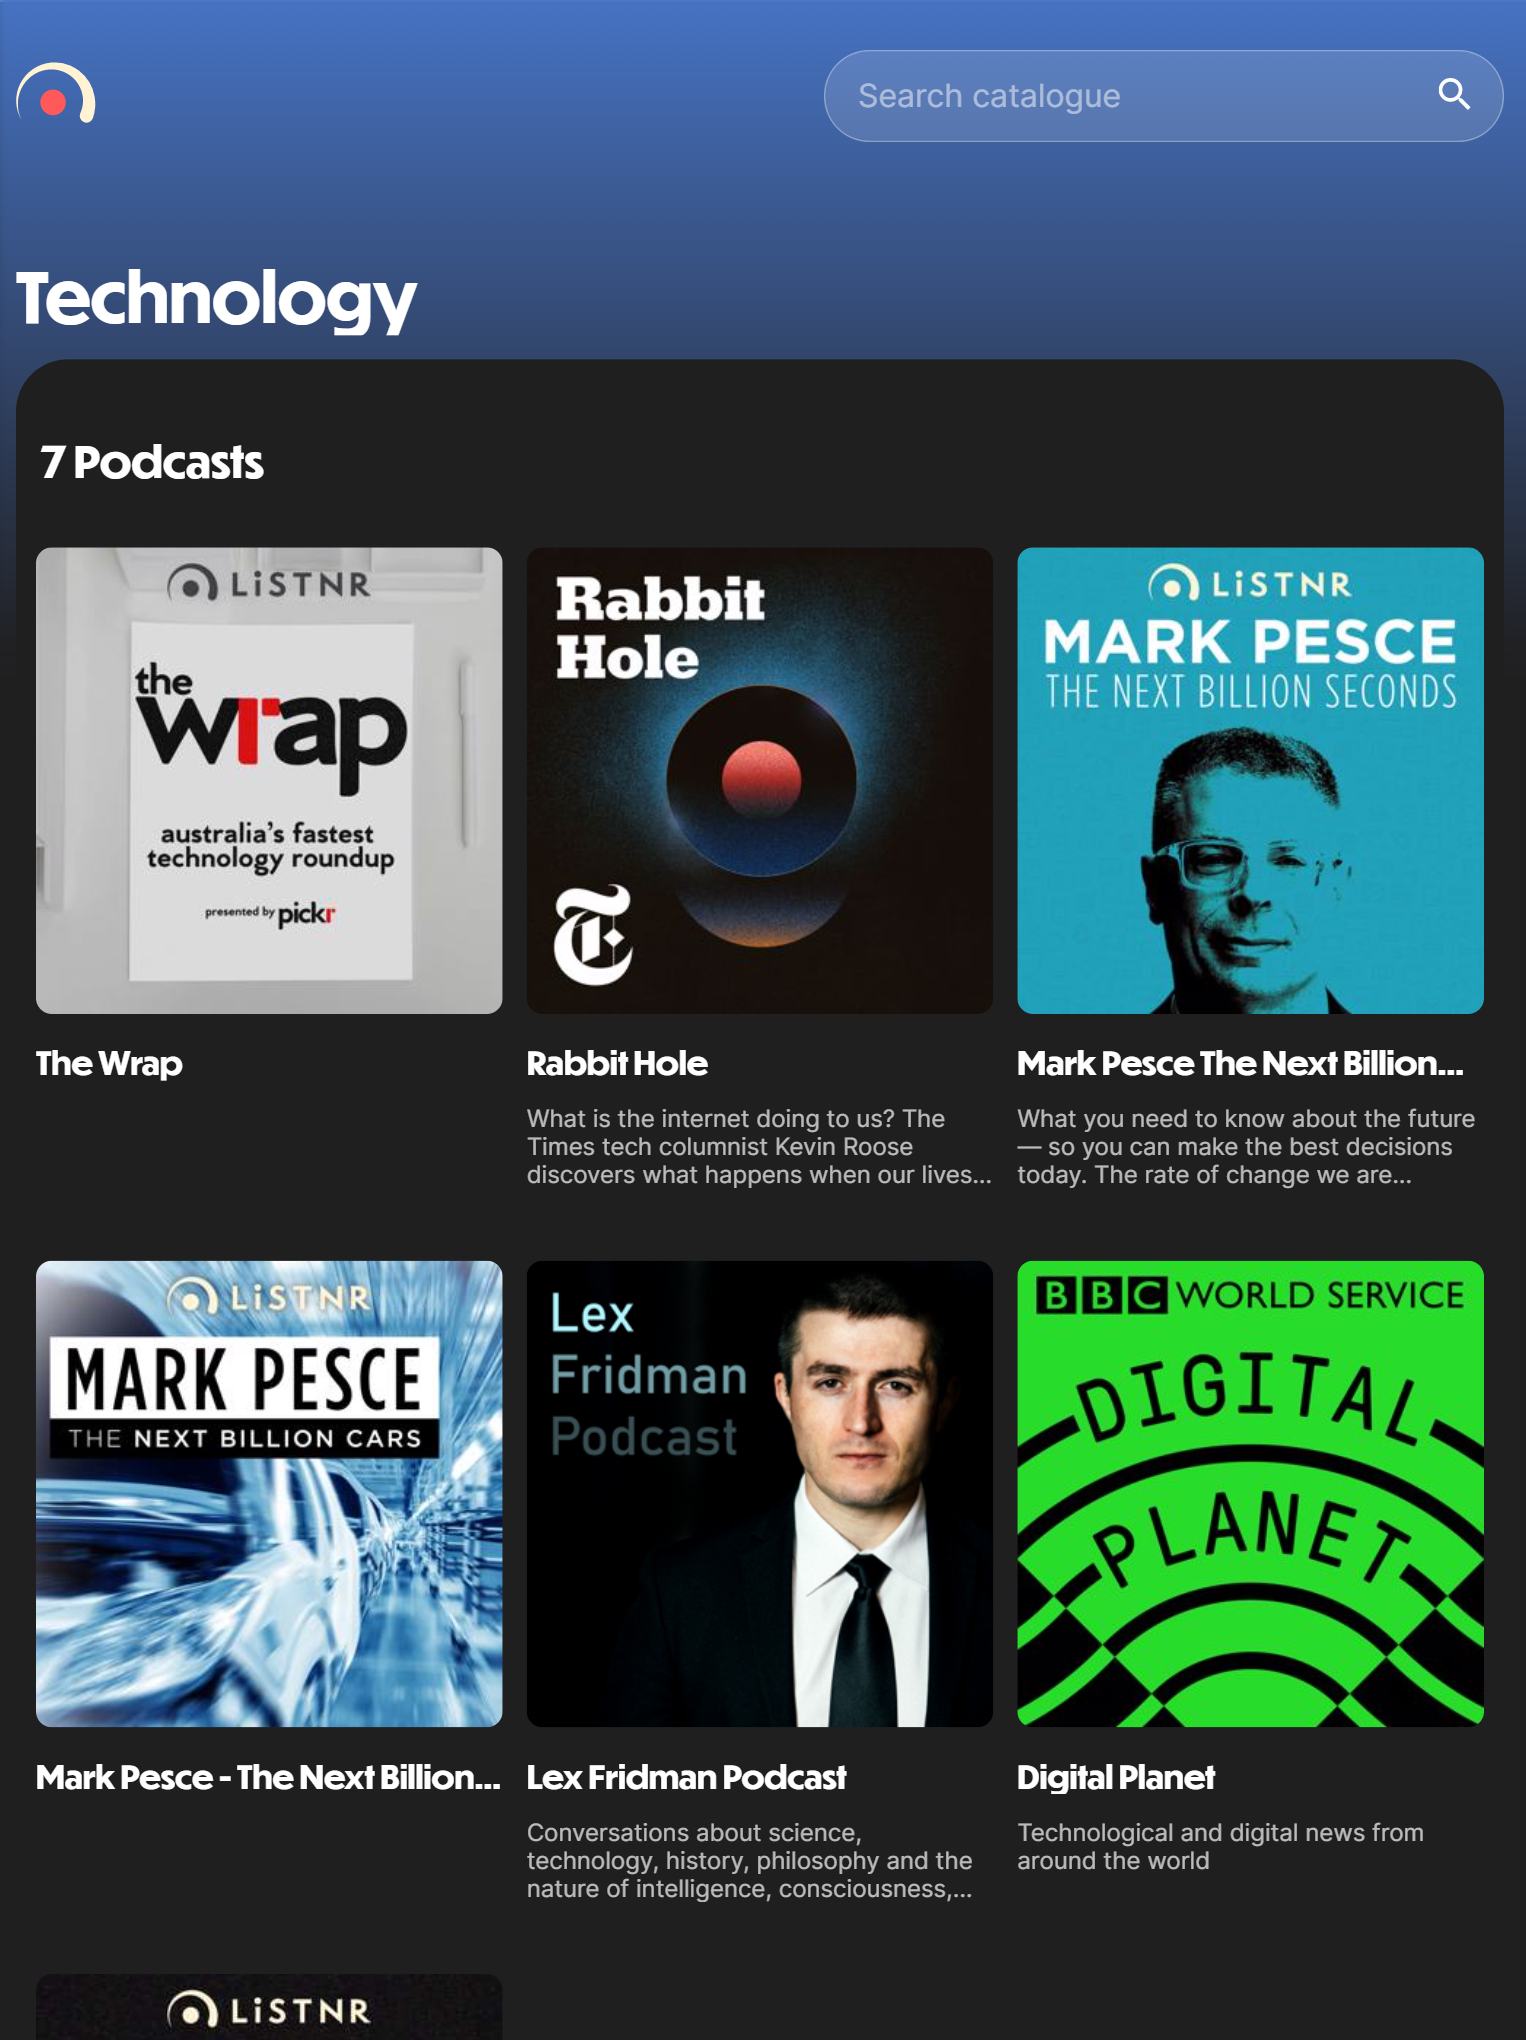 Search catalogue
Technology
7 Podcasts
LiSTNR
the
wrap
australia's fastest
technology roundup
presented by pickr
Rabbit
Hole
T
LiSTNR
MARK PESCE
THE NEXT BILLION SECONDS
The Wrap
Rabbit Hole
What is the internet doing to us? The
Times tech columnist Kevin Roose
discovers what happens when our lives...
Mark Pesce The Next Billion...
What you need to know about the future
— so you can make the best decisions
today. The rate of change we are...
LiSTNR
MARK PESCE
THE NEXT BILLION CARS
Lex
Fridman
Podcast
BBC WORLD SERVICE
DIGITAL
PLANET
Mark Pesce - The Next Billion...
Lex Fridman Podcast
Conversations about science,
technology, history, philosophy and the
nature of intelligence, consciousness,...
Digital Planet
Technological and digital news from
around the world
LiSTNR